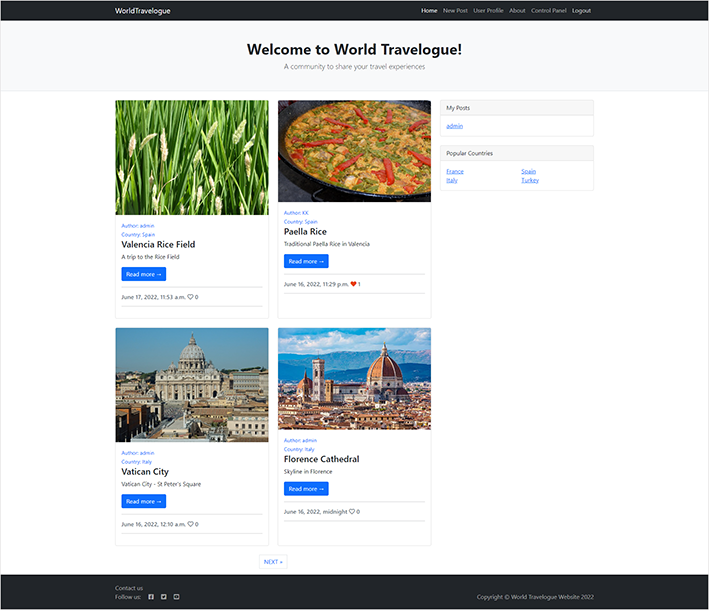 WorldTravelogue
Home New Post User Profile About Control Panel Logout
Welcome to World Travelogue!
A community to share your travel experiences
Author: admin
Country: Spain
Valencia Rice Field
A trip to the Rice Field
Read more →
June 17, 2022, 11:53 a.m. 0
Author: KK
Country: Spain
Paella Rice
Traditional Paella Rice in Valencia
Read more →
June 16, 2022, 11:29 p.m. 1
My Posts
admin
Popular Countries
France Spain
Italy Turkey
Author: admin
Country: Italy
Vatican City
Vatican City - St Peter's Square
Read more →
June 16, 2022, 12:10 a.m. 0
Author: admin
Country: Italy
Florence Cathedral
Skyline in Florence
Read more →
June 16, 2022, midnight 0
NEXT »
Contact us
Follow us:
Copyright © World Travelogue Website 2022